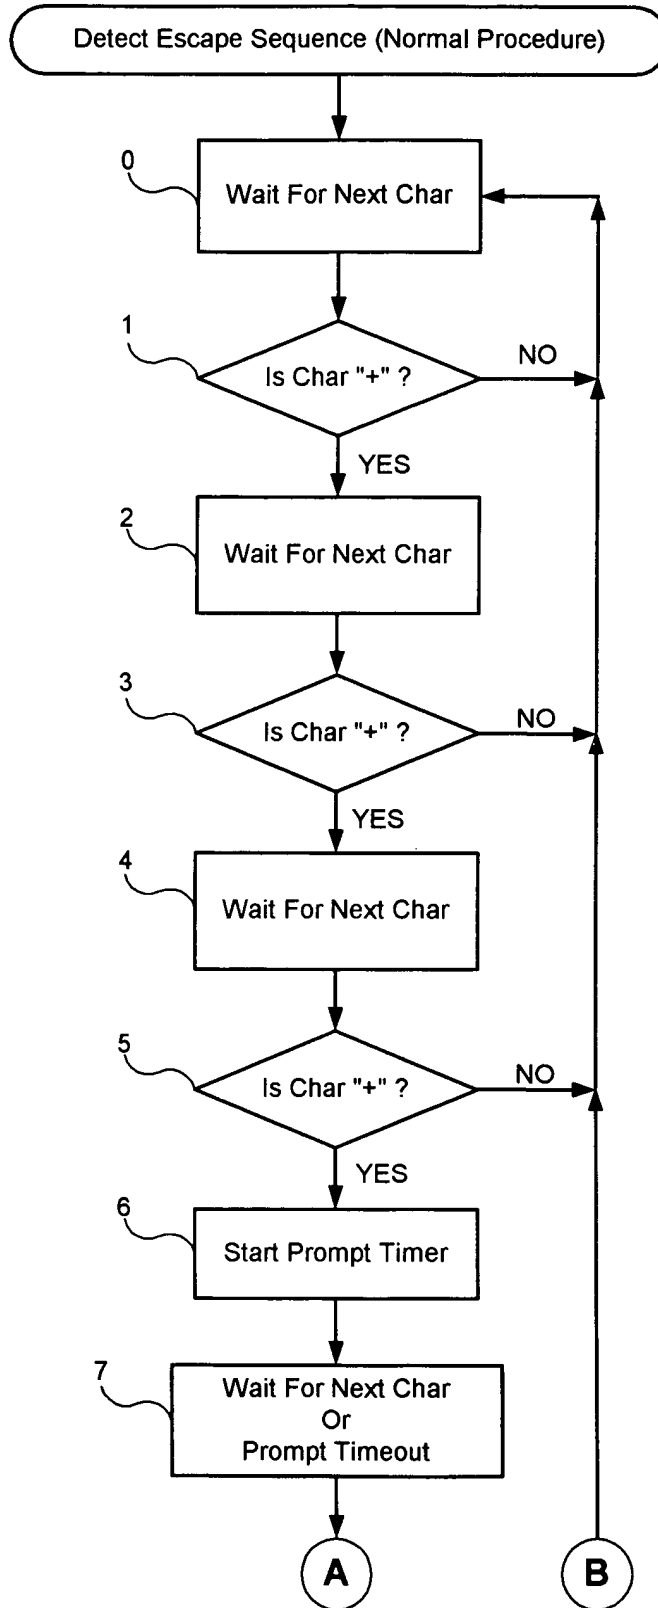 Detect Escape Sequence (Normal Procedure)
0
Wait For Next Char
1
Is Char "+" ?
NO
YES
2
Wait For Next Char
3
Is Char "+" ?
NO
YES
4
Wait For Next Char
5
Is Char "+" ?
NO
YES
6
Start Prompt Timer
7
Wait For Next Char
Or
Prompt Timeout
A
B